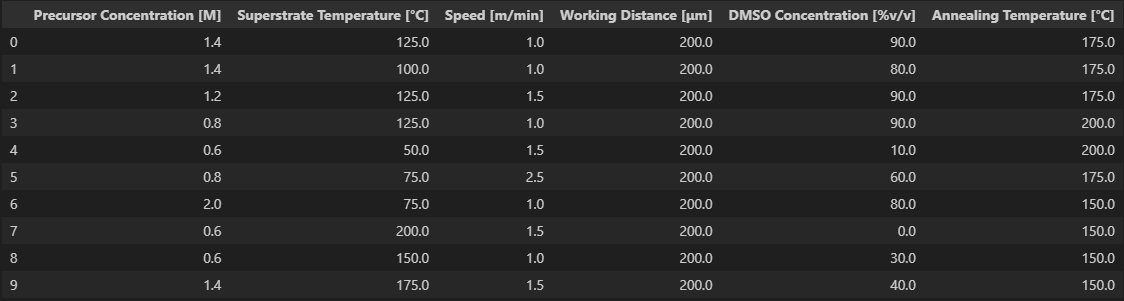 Precursor Concentration [M] Superstrate Temperature [°C] Speed [m/min] Working Distance [µm] DMSO Concentration [%v/v] Annealing Temperature [°C]
0 1.4 125.0 1.0 200.0 90.0 175.0
1 1.4 100.0 1.0 200.0 80.0 175.0
2 1.2 125.0 1.5 200.0 90.0 175.0
3 0.8 125.0 1.0 200.0 90.0 200.0
4 0.6 50.0 1.5 200.0 10.0 200.0
5 0.8 75.0 2.5 200.0 60.0 175.0
6 2.0 75.0 1.0 200.0 80.0 150.0
7 0.6 200.0 1.5 200.0 0.0 150.0
8 0.6 150.0 1.0 200.0 30.0 150.0
9 1.4 175.0 1.5 200.0 40.0 150.0